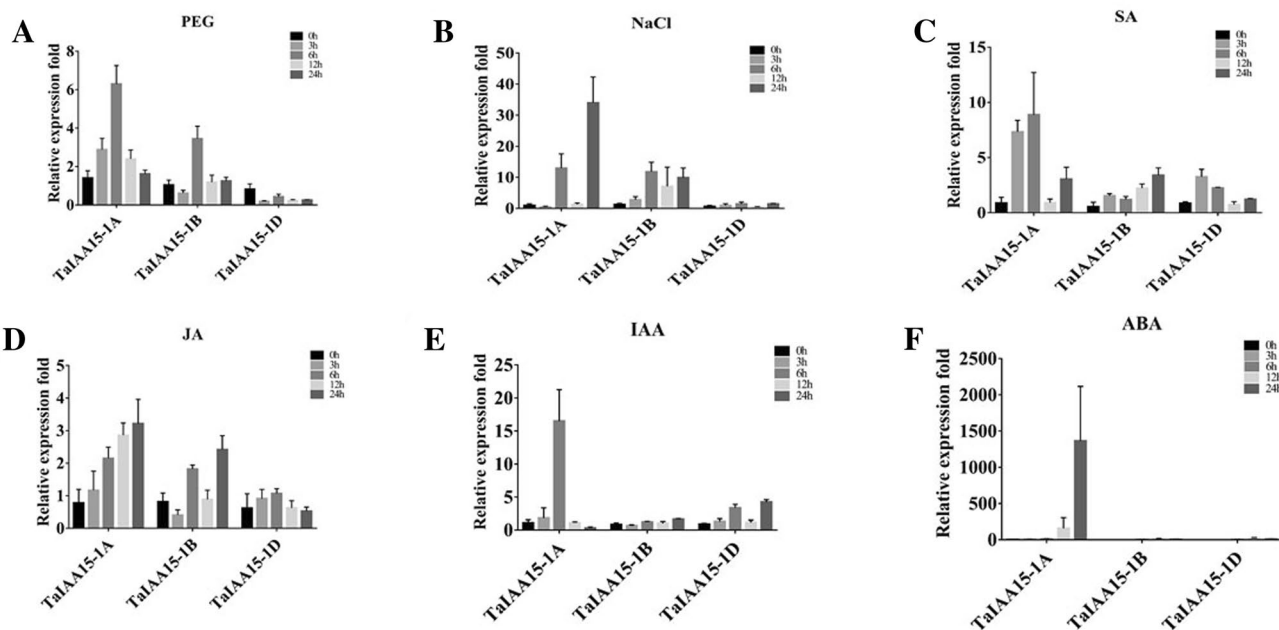 A
PEG
Relative expression fold
8
6
4
2
0
0h
3h
6h
12h
24h
TaIAA15-1A
TaIAA15-1B
TaIAA15-1D
B
NaCl
Relative expression fold
50
40
30
20
10
0
0h
3h
6h
12h
24h
TaIAA15-1A
TaIAA15-1B
TaIAA15-1D
C
SA
Relative expression fold
15
10
5
0
0h
3h
6h
12h
24h
TaIAA15-1A
TaIAA15-1B
TaIAA15-1D
D
JA
Relative expression fold
5
4
3
2
1
0
0h
3h
6h
12h
24h
TaIAA15-1A
TaIAA15-1B
TaIAA15-1D
E
IAA
Relative expression fold
25
20
15
10
5
0
0h
3h
6h
12h
24h
TaIAA15-1A
TaIAA15-1B
TaIAA15-1D
F
ABA
Relative expression fold
2500
2000
1500
1000
500
0
0h
3h
6h
12h
24h
TaIAA15-1A
TaIAA15-1B
TaIAA15-1D